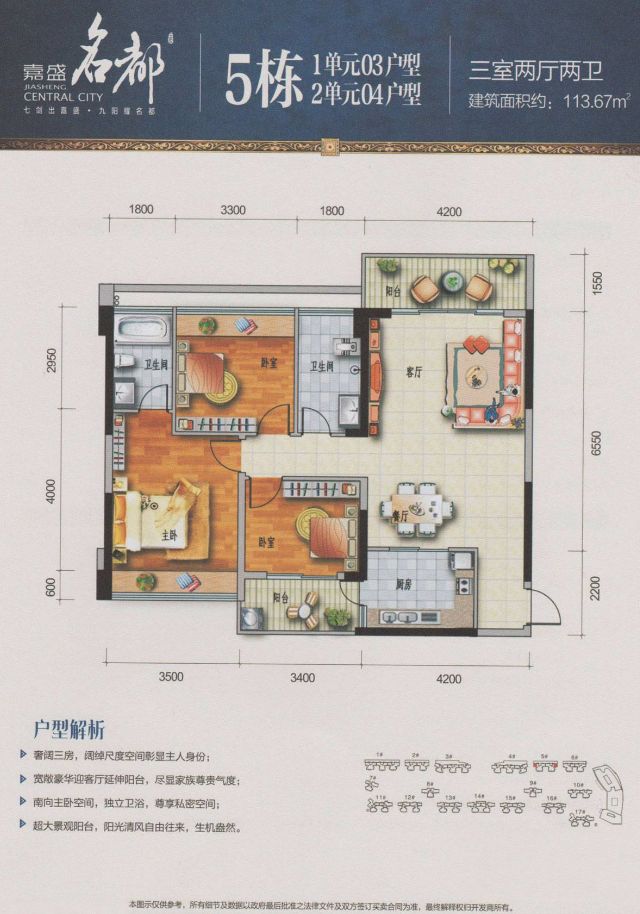 嘉盛 名都
JIASHENG
CENTRAL CITY
七剑出嘉盛·九阳耀名都
5栋
1单元03户型
2单元04户型
三室两厅两卫
建筑面积约：113.67m²
1800 3300 1800 4200
1550
6550
2200
2950
4000
600
阳台
卫生间
卧室
卫生间
客厅
主卧
卧室
餐厅
阳台
厨房
3500 3400 4200
户型解析
奢阔三房，阔绰尺度空间彰显主人身份；
宽敞豪华迎客厅延伸阳台，尽显家族尊贵气度；
南向主卧空间，独立卫浴，尊享私密空间；
超大景观阳台，阳光清风自由往来，生机盎然。
1# 2# 3# 4# 5# 6#
7# 8# 9# 10#
11# 12# 13# 14# 15# 16# 17#
本图示仅供参考，所有细节及数据以政府最后批准之法律文件及双方签订买卖合同为准，最终解释权归开发商所有。